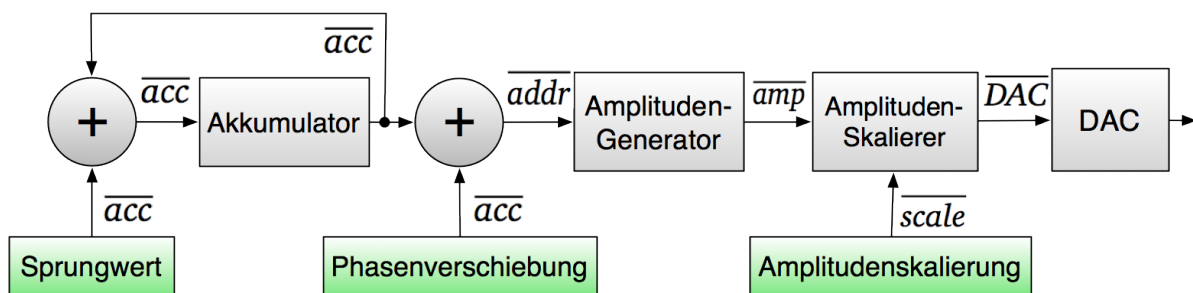 acc
acc
+
Akkumulator
+
addr
Amplituden-
Generator
amp
Amplituden-
Skalierer
DAC
DAC
acc
acc
scale
Sprungwert
Phasenverschiebung
Amplitudenskalierung